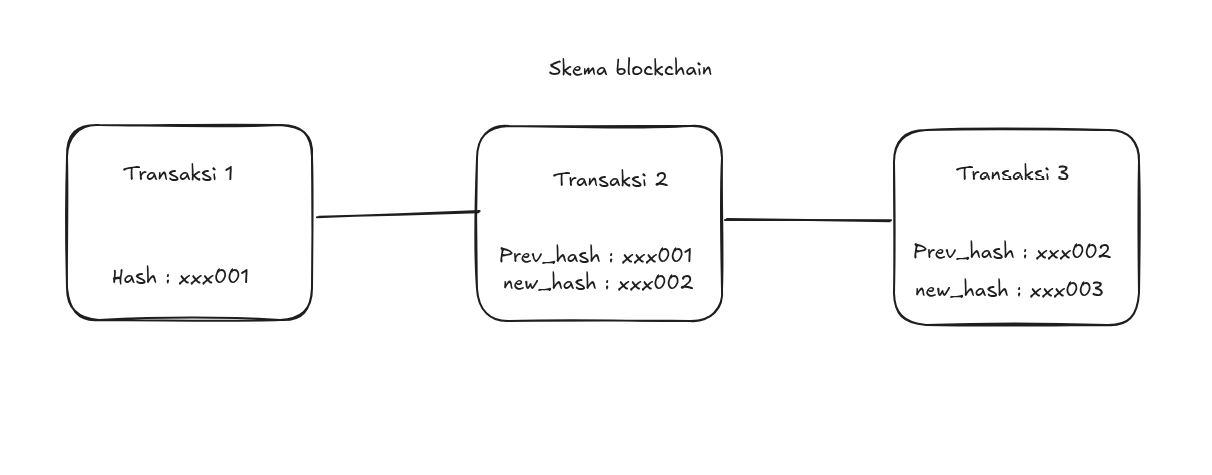 Skema blockchain
Transaksi 1
Hash : xxx001
Transaksi 2
Prev_hash : xxx001
new_hash : xxx002
Transaksi 3
Prev_hash : xxx002
new_hash : xxx003